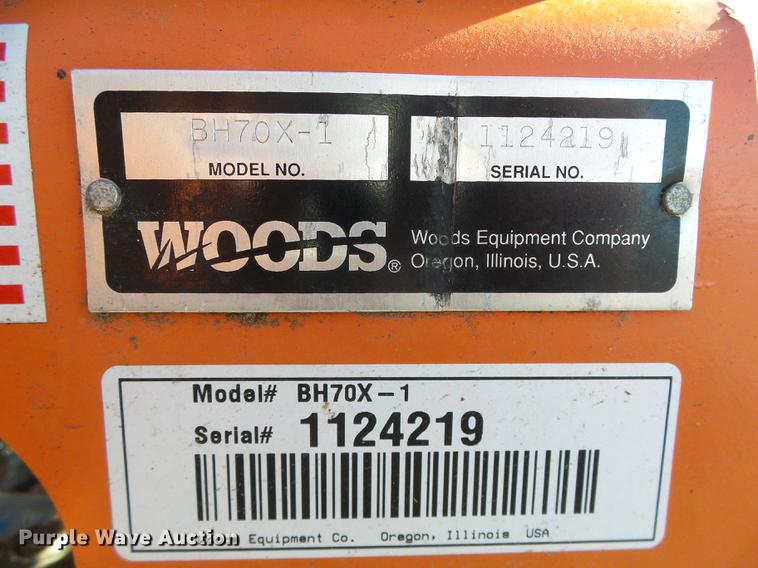 BH70X-1
MODEL NO.
1124219
SERIAL NO.
WOODS®
Woods Equipment Company
Oregon, Illinois, U.S.A.
Model# BH70X-1
Serial# 1124219
Equipment Co. Oregon, Illinois USA
Purple Wave Auction